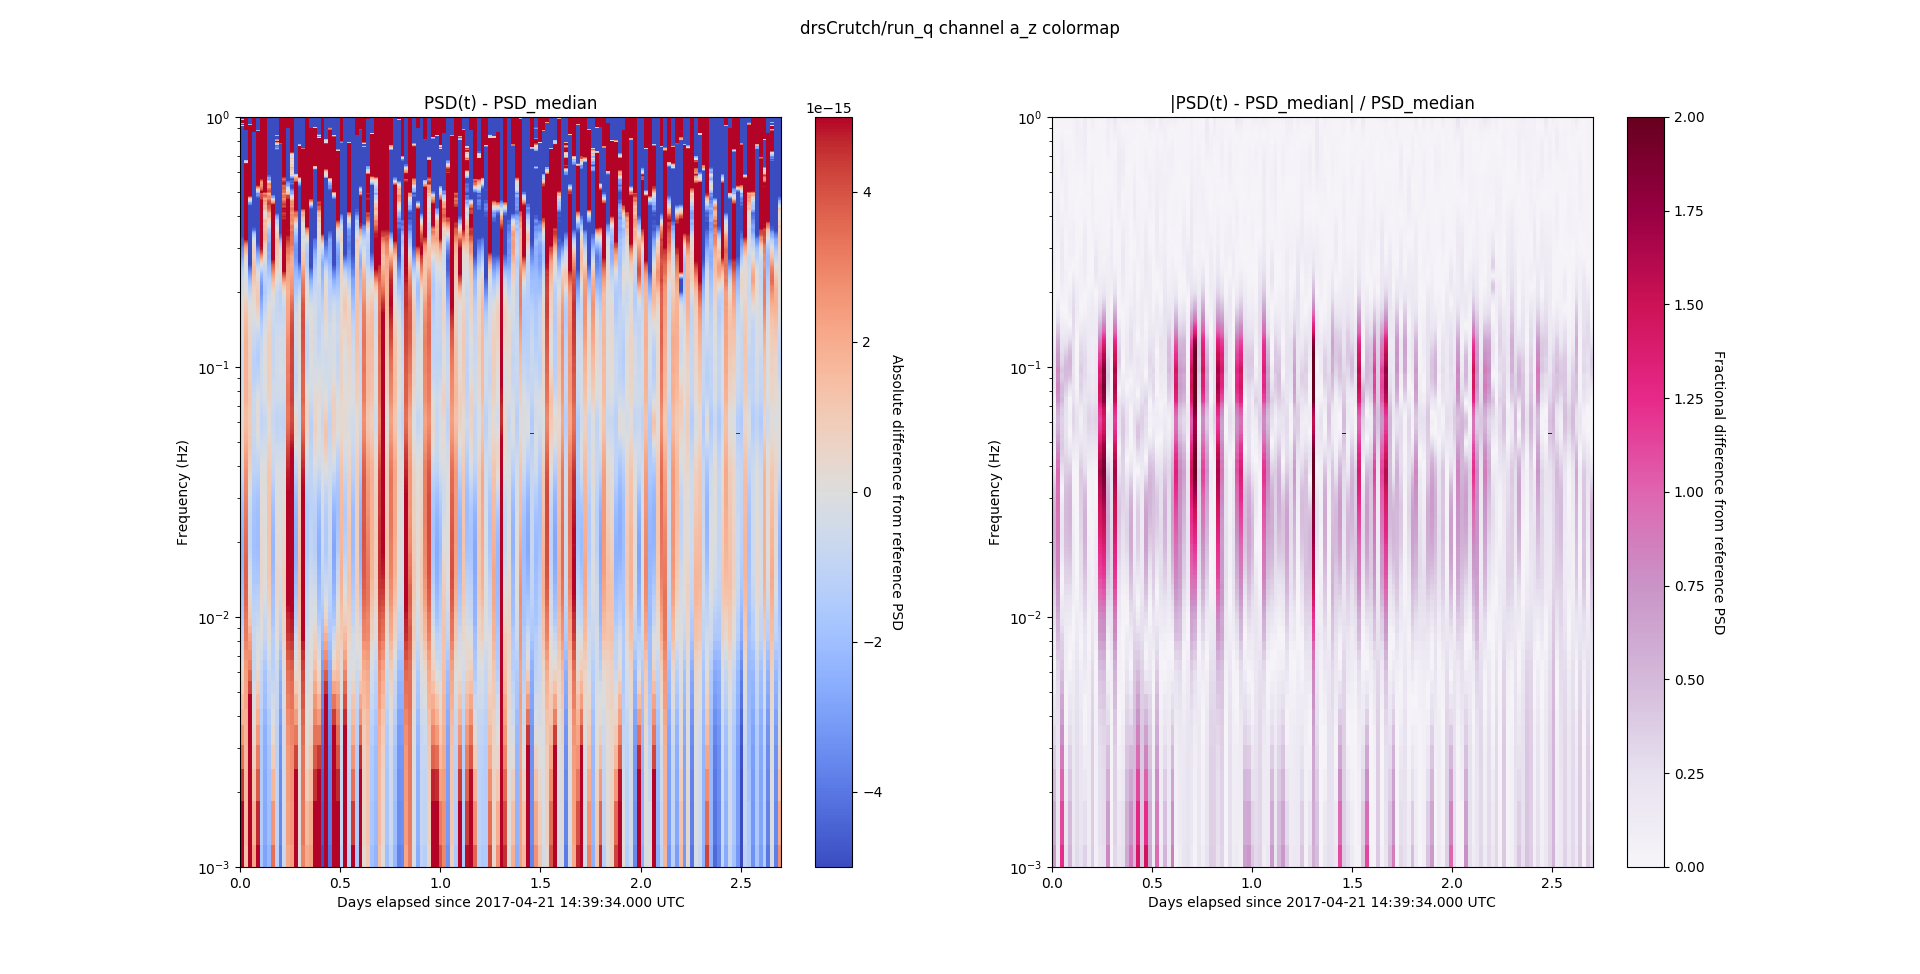 drsCrutch/run_q channel a_z colormap
PSD(t) - PSD_median
1e−15
10⁰
10⁻¹
10⁻²
10⁻³
Frequency (Hz)
0.0 0.5 1.0 1.5 2.0 2.5
Days elapsed since 2017-04-21 14:39:34.000 UTC
4
2
0
−2
−4
Absolute difference from reference PSD
|PSD(t) - PSD_median| / PSD_median
10⁰
10⁻¹
10⁻²
10⁻³
Frequency (Hz)
0.0 0.5 1.0 1.5 2.0 2.5
Days elapsed since 2017-04-21 14:39:34.000 UTC
2.00
1.75
1.50
1.25
1.00
0.75
0.50
0.25
0.00
Fractional difference from reference PSD